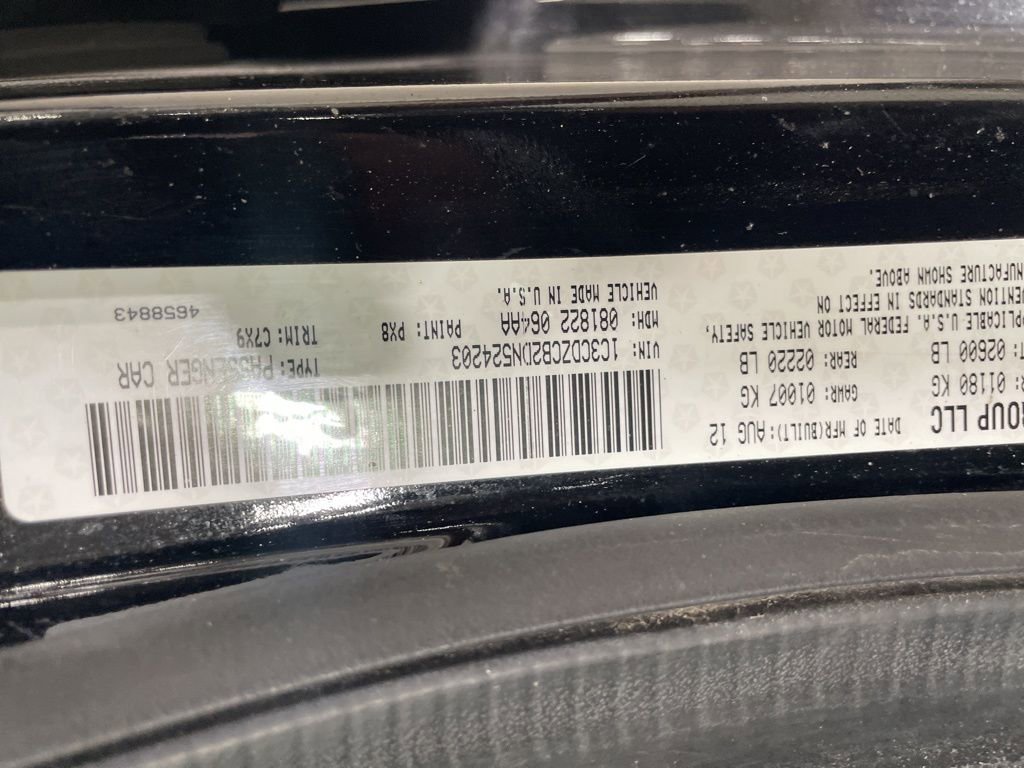 ROUP LLC DATE OF MFR(BUILT): AUG 12
R: 01180 KG GAWR: 01007 KG
T: 02600 LB REAR: 02220 LB
PLICABLE U.S.A. FEDERAL MOTOR VEHICLE SAFETY,
ENTION STANDARDS IN EFFECT ON
NUFACTURE SHOWN ABOVE.
VIN: 1C3CDZCB2DN524203 TYPE: PASSENGER CAR
MDH: 081822 064AA PAINT: PX8 TRIM: C7X9
VEHICLE MADE IN U.S.A. 4658843